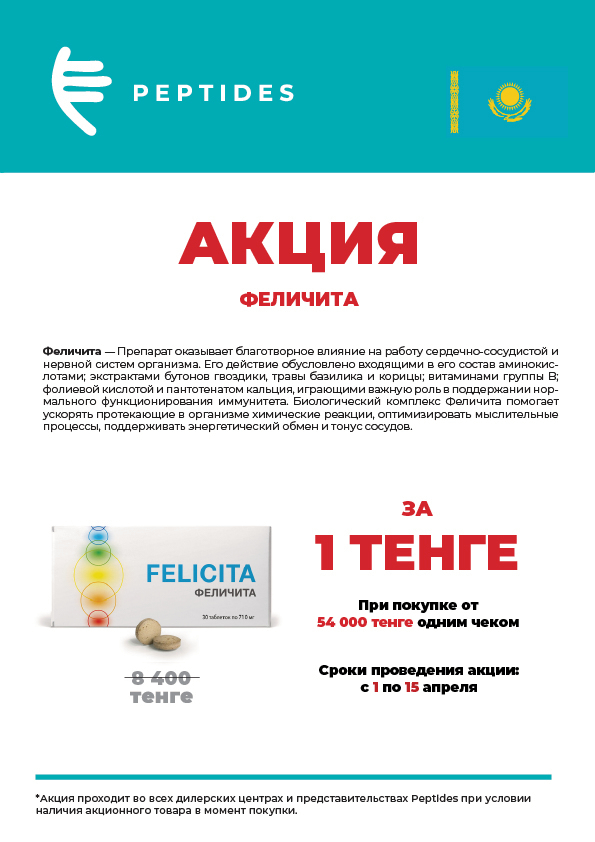 PEPTIDES
АКЦИЯ
ФЕЛИЧИТА
Феличита — Препарат оказывает благотворное влияние на работу сердечно-сосудистой и
нервной систем организма. Его действие обусловлено входящими в его состав аминокис-
лотами; экстрактами бутонов гвоздики, травы базилика и корицы; витаминами группы В;
фолиевой кислотой и пантотенатом кальция, играющими важную роль в поддержании нор-
мального функционирования иммунитета. Биологический комплекс Феличита помогает
ускорять протекающие в организме химические реакции, оптимизировать мыслительные
процессы, поддерживать энергетический обмен и тонус сосудов.
FELICITA
ФЕЛИЧИТА
30 таблеток по 710 мг
8 400
тенге
ЗА
1 ТЕНГЕ
При покупке от
54 000 тенге одним чеком
Сроки проведения акции:
с 1 по 15 апреля
*Акция проходит во всех дилерских центрах и представительствах Peptides при условии
наличия акционного товара в момент покупки.